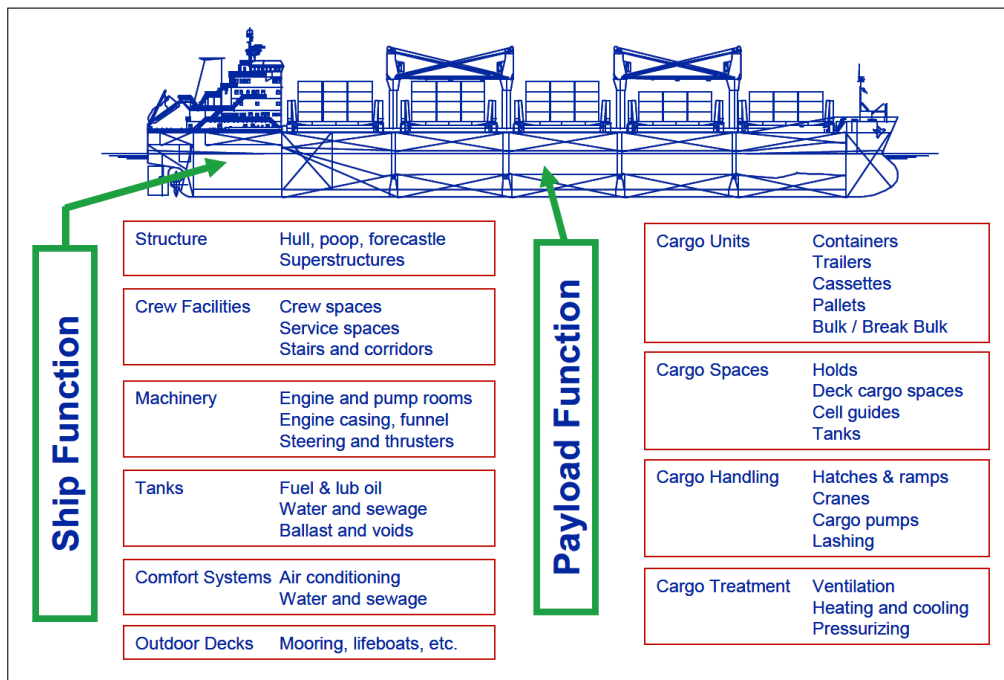 Ship Function
Structure Hull, poop, forecastle
Superstructures
Crew Facilities Crew spaces
Service spaces
Stairs and corridors
Machinery Engine and pump rooms
Engine casing, funnel
Steering and thrusters
Tanks Fuel & lub oil
Water and sewage
Ballast and voids
Comfort Systems Air conditioning
Water and sewage
Outdoor Decks Mooring, lifeboats, etc.
Payload Function
Cargo Units Containers
Trailers
Cassettes
Pallets
Bulk / Break Bulk
Cargo Spaces Holds
Deck cargo spaces
Cell guides
Tanks
Cargo Handling Hatches & ramps
Cranes
Cargo pumps
Lashing
Cargo Treatment Ventilation
Heating and cooling
Pressurizing